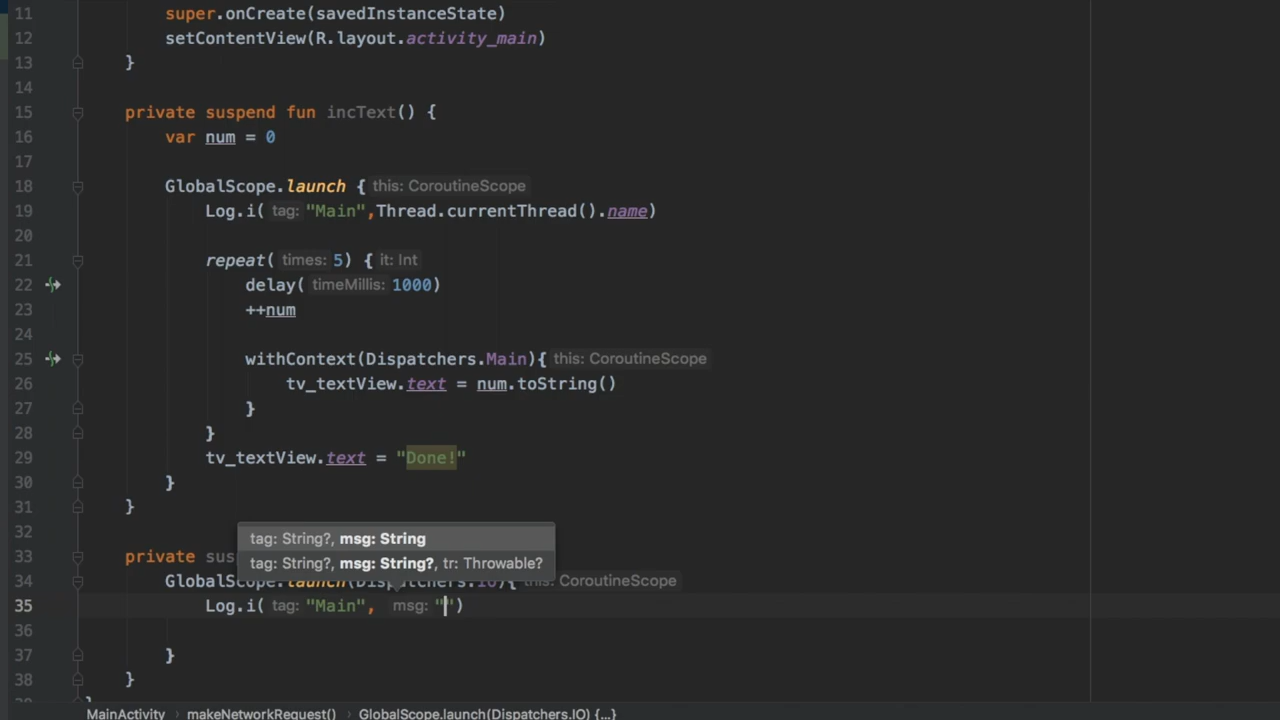 11 super.onCreate(savedInstanceState)
12 setContentView(R.layout.activity_main)
13 }
14
15 private suspend fun incText() {
16 var num = 0
17
18 GlobalScope.launch { this: CoroutineScope
19 Log.i( tag: "Main",Thread.currentThread().name)
20
21 repeat( times: 5) { it: Int
22 delay( timeMillis: 1000)
23 ++num
24
25 withContext(Dispatchers.Main){ this: CoroutineScope
26 tv_textView.text = num.toString()
27 }
28 }
29 tv_textView.text = "Done!"
30 }
31 }
32
tag: String?, msg: String
33 private sus
tag: String?, msg: String?, tr: Throwable?
34 GlobalScope.launch(Dispatchers.IO){ this: CoroutineScope
35 Log.i( tag: "Main", msg: "")
36
37 }
38 }
39 }
MainActivity › makeNetworkRequest() › GlobalScope.launch(Dispatchers.IO) {...}